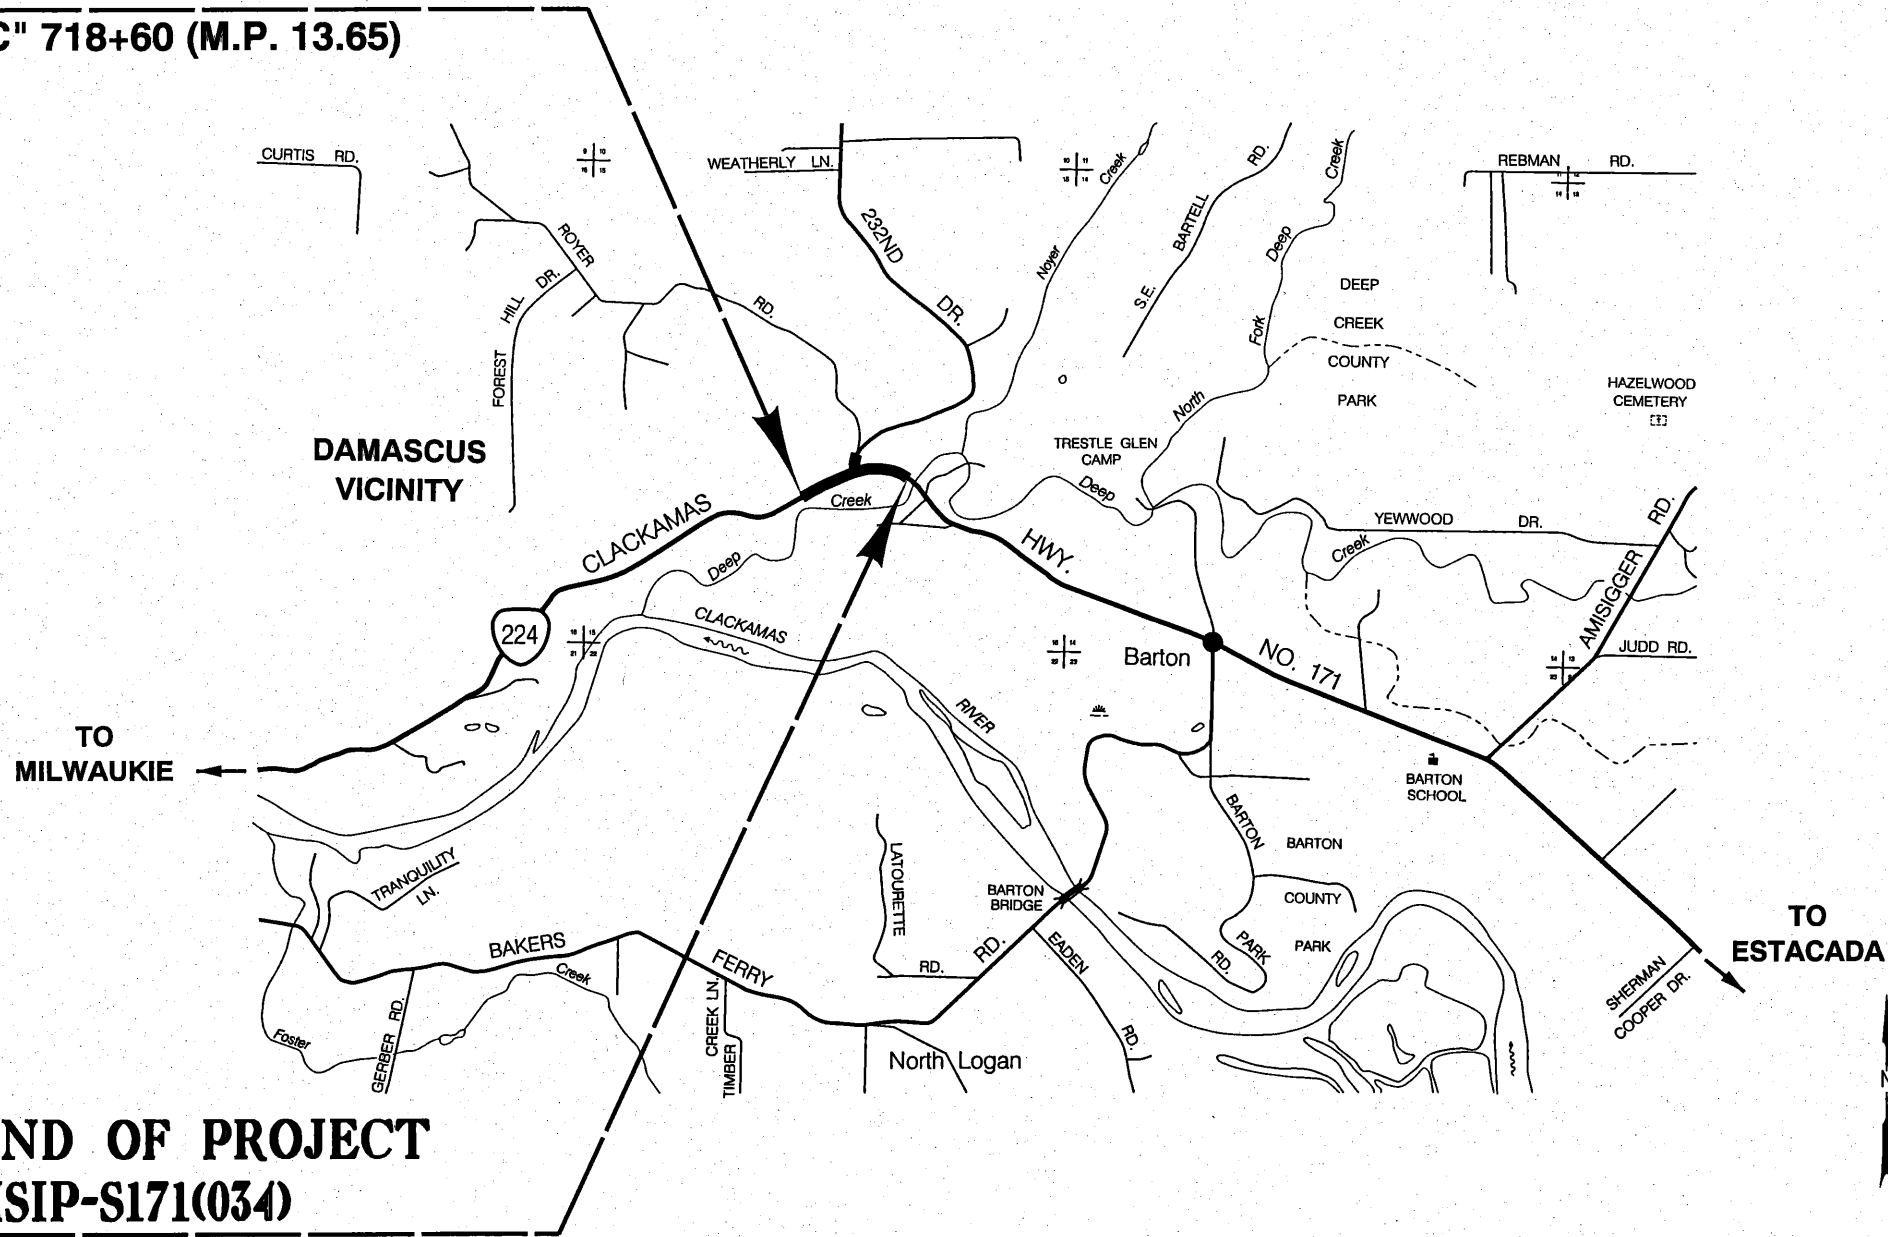 C" 718+60 (M.P. 13.65)
CURTIS RD.
WEATHERLY LN.
REBMAN RD.
232ND DR.
ROYER RD.
FOREST HILL DR.
Noyer Creek
S.E. BARTELL RD.
North Fork Deep Creek
DEEP
CREEK
COUNTY
PARK
HAZELWOOD
CEMETERY
DAMASCUS
VICINITY
TRESTLE GLEN
CAMP
Deep Creek
Deep Creek
YEWWOOD DR.
AMISIGGER RD.
JUDD RD.
CLACKAMAS HWY. NO. 171
224
CLACKAMAS RIVER
Barton
TO
MILWAUKIE
BARTON
SCHOOL
BARTON PARK RD.
BARTON
COUNTY
PARK
TRANQUILITY
LN.
LATOURETTE RD.
BARTON
BRIDGE
BAKERS FERRY RD.
EADEN RD.
TO
ESTACADA
SHERMAN
COOPER DR.
Foster Creek
GERBER RD.
TIMBER CREEK LN.
North Logan
N
ND OF PROJECT
SIP-S171(034)